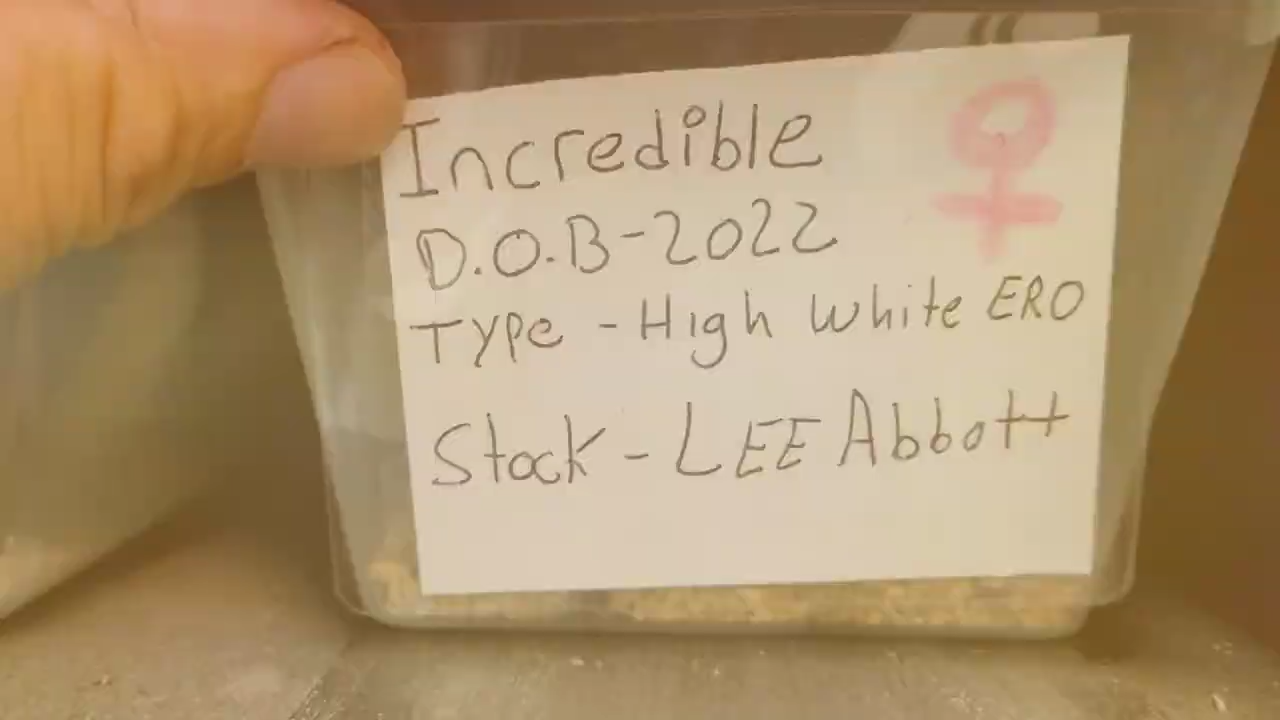 Incredible
D.O.B-2022
Type - High White ERO
Stock - LEE Abbott